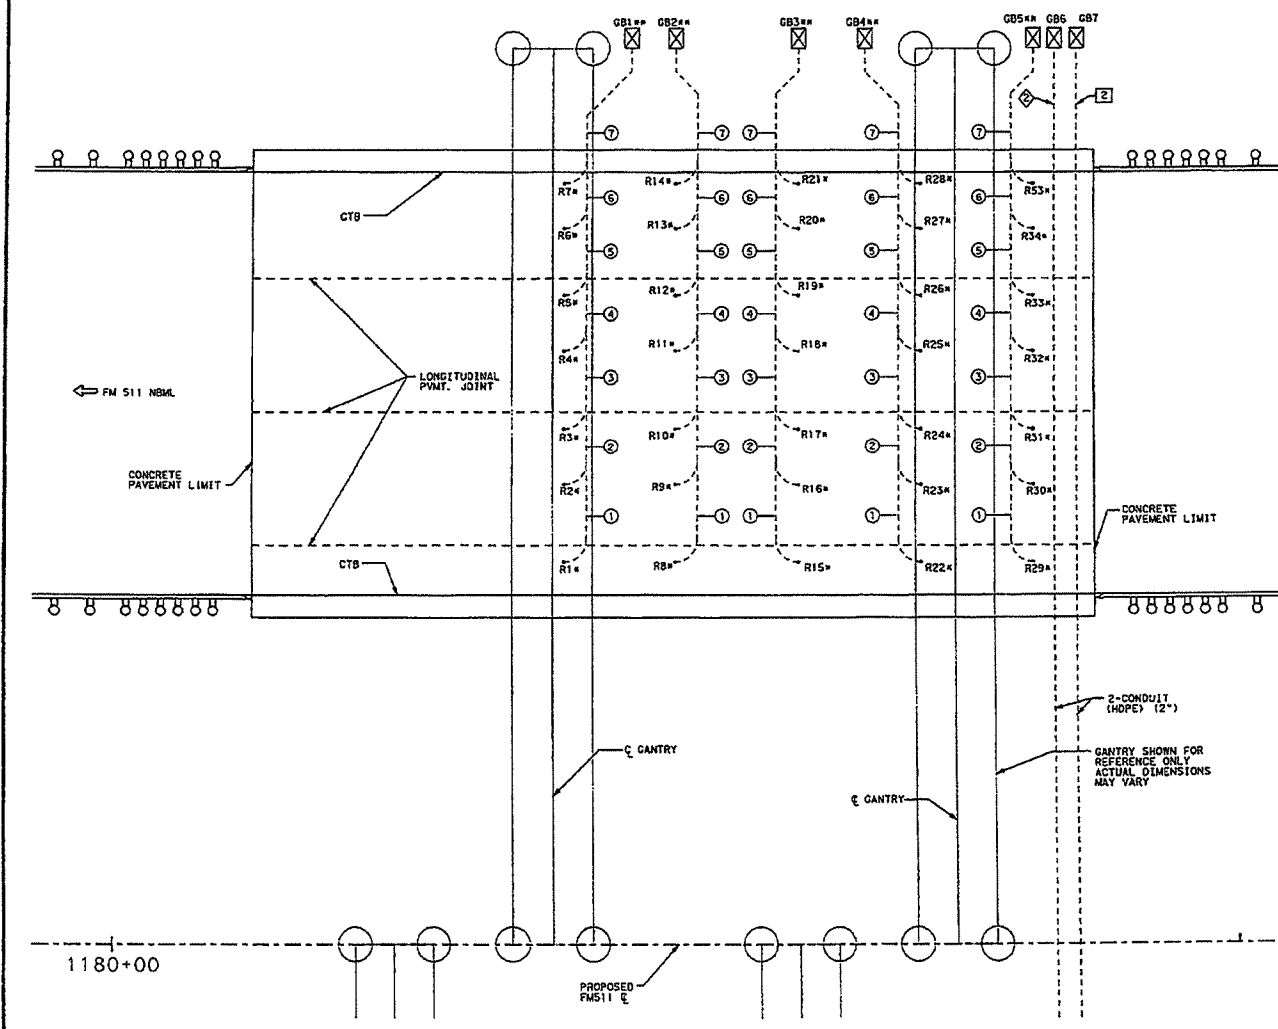 GB1** GB2** GB3** GB4** GB5** GB6 GB7
2 2
7 7 7 7 7
R7* R14* R21* R28* R53*
6 6 6 6 6
CTB
R6* R13* R20* R27* R34*
5 5 5 5 5
R5* R12* R19* R26* R33*
4 4 4 4 4
R4* R11* R18* R25* R32*
3 3 3 3 3
LONGITUDINAL
PVMT. JOINT
FM 511 NBML
R3* R10* R17* R24* R31*
2 2 2 2 2
CONCRETE
PAVEMENT LIMIT
R2* R9* R16* R23* R30*
1 1 1 1 1
CONCRETE
PAVEMENT LIMIT
CTB
R1* R8* R15* R22* R29*
2-CONDUIT
(HDPE) (2")
℄ GANTRY
GANTRY SHOWN FOR
REFERENCE ONLY
ACTUAL DIMENSIONS
MAY VARY
℄ GANTRY
1180+00
PROPOSED
FM511 ℄